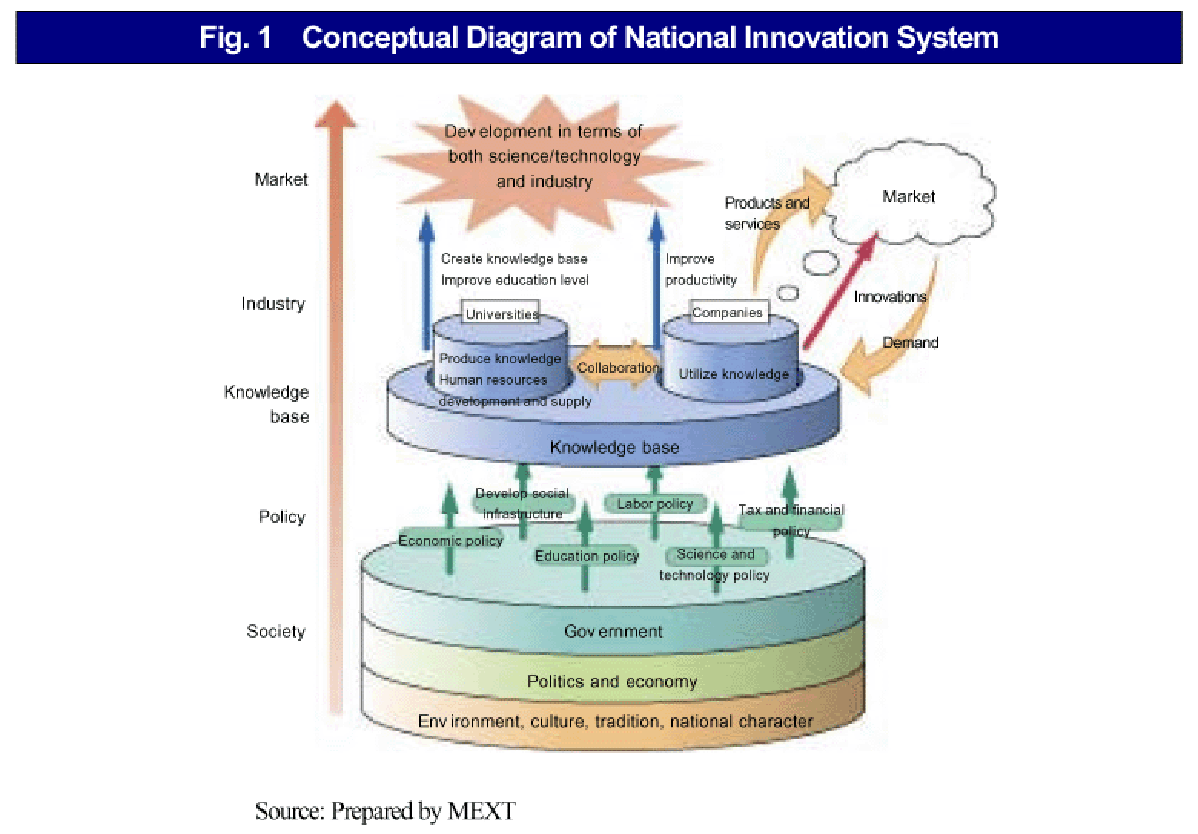 Fig. 1 Conceptual Diagram of National Innovation System
Development in terms of
both science/technology
and industry
Market
Market
Products and
services
Create knowledge base
Improve education level
Improve
productivity
Industry
Innovations
Universities
Companies
Demand
Produce knowledge
Human resources
development and supply
Collaboration
Utilize knowledge
Knowledge
base
Knowledge base
Policy
Develop social
infrastructure
Labor policy
Tax and financial
policy
Economic policy
Education policy
Science and
technology policy
Society
Government
Politics and economy
Environment, culture, tradition, national character
Source: Prepared by MEXT